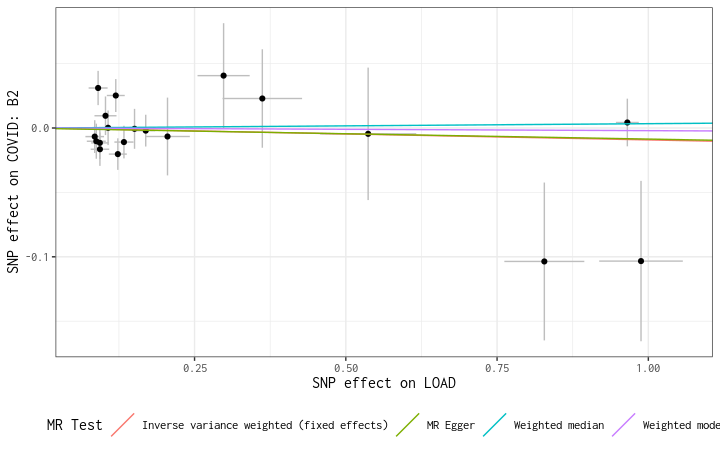 SNP effect on COVID: B2
0.0
-0.1
0.25
0.50
0.75
1.00
SNP effect on LOAD
MR Test
Inverse variance weighted (fixed effects)
MR Egger
Weighted median
Weighted mode